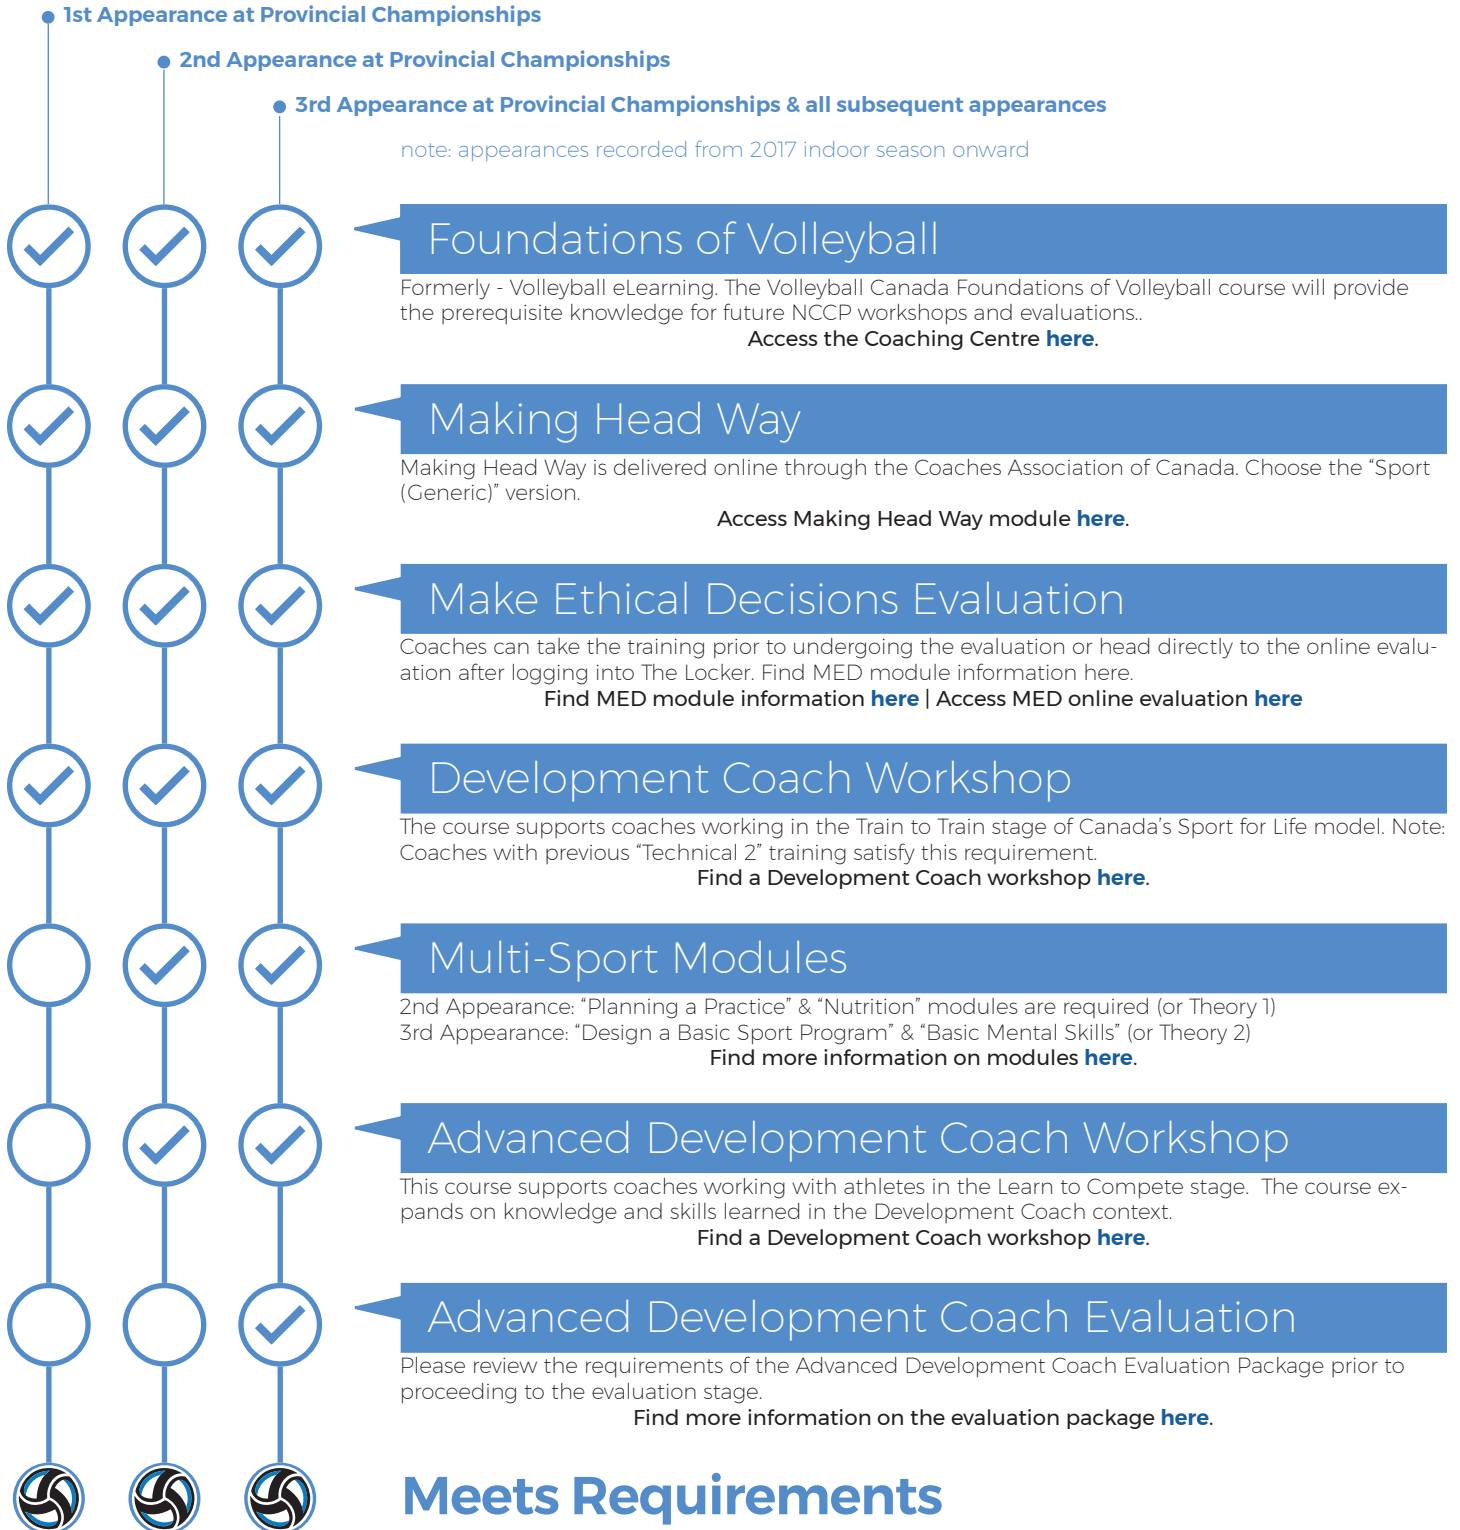 1st Appearance at Provincial Championships
2nd Appearance at Provincial Championships
3rd Appearance at Provincial Championships & all subsequent appearances
note: appearances recorded from 2017 indoor season onward
Foundations of Volleyball
Formerly - Volleyball eLearning. The Volleyball Canada Foundations of Volleyball course will provide
the prerequisite knowledge for future NCCP workshops and evaluations..
Access the Coaching Centre here.
Making Head Way
Making Head Way is delivered online through the Coaches Association of Canada. Choose the “Sport
(Generic)” version.
Access Making Head Way module here.
Make Ethical Decisions Evaluation
Coaches can take the training prior to undergoing the evaluation or head directly to the online evalu-
ation after logging into The Locker. Find MED module information here.
Find MED module information here | Access MED online evaluation here
Development Coach Workshop
The course supports coaches working in the Train to Train stage of Canada’s Sport for Life model. Note:
Coaches with previous “Technical 2” training satisfy this requirement.
Find a Development Coach workshop here.
Multi-Sport Modules
2nd Appearance: “Planning a Practice” & “Nutrition” modules are required (or Theory 1)
3rd Appearance: “Design a Basic Sport Program” & “Basic Mental Skills” (or Theory 2)
Find more information on modules here.
Advanced Development Coach Workshop
This course supports coaches working with athletes in the Learn to Compete stage.  The course ex-
pands on knowledge and skills learned in the Development Coach context.
Find a Development Coach workshop here.
Advanced Development Coach Evaluation
Please review the requirements of the Advanced Development Coach Evaluation Package prior to
proceeding to the evaluation stage.
Find more information on the evaluation package here.
Meets Requirements